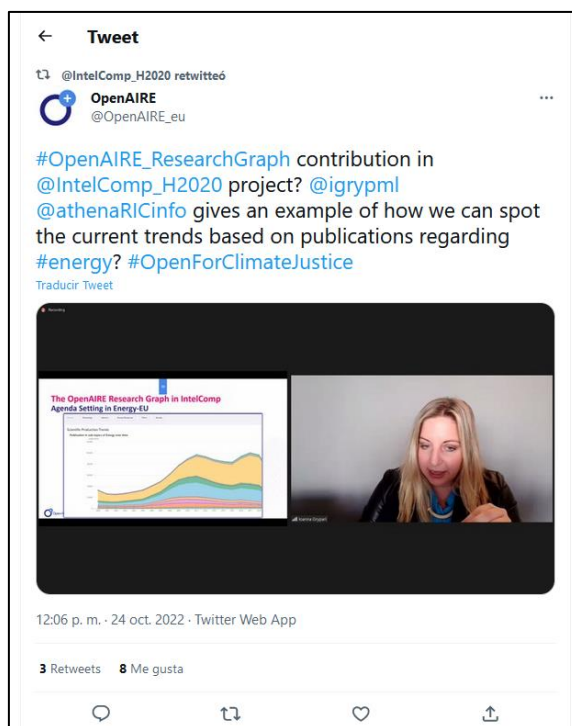 Tweet
@IntelComp_H2020 retwitteó
OpenAIRE
@OpenAIRE_eu
#OpenAIRE_ResearchGraph contribution in
@IntelComp_H2020 project? @igrypml
@athenaRICinfo gives an example of how we can spot
the current trends based on publications regarding
#energy? #OpenForClimateJustice
Traducir Tweet
Recording
The OpenAIRE Research Graph in IntelComp
Agenda Setting in Energy-EU
12:06 p. m. · 24 oct. 2022 · Twitter Web App
3 Retweets 8 Me gusta